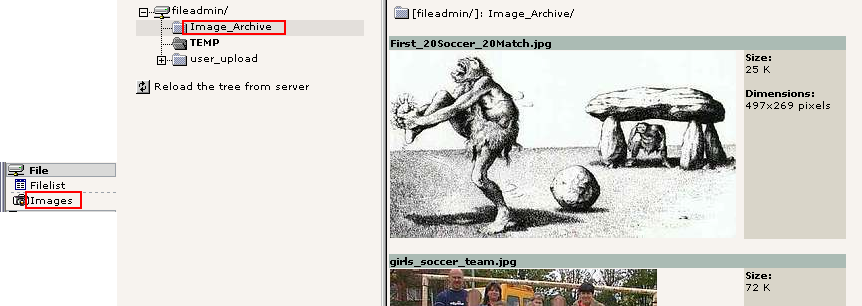 File
Filelist
Images
fileadmin/
Image_Archive
TEMP
user_upload
Reload the tree from server
[fileadmin/]: Image_Archive/
First_20Soccer_20Match.jpg
Size:
25 K
Dimensions:
497x269 pixels
girls_soccer_team.jpg
Size:
72 K